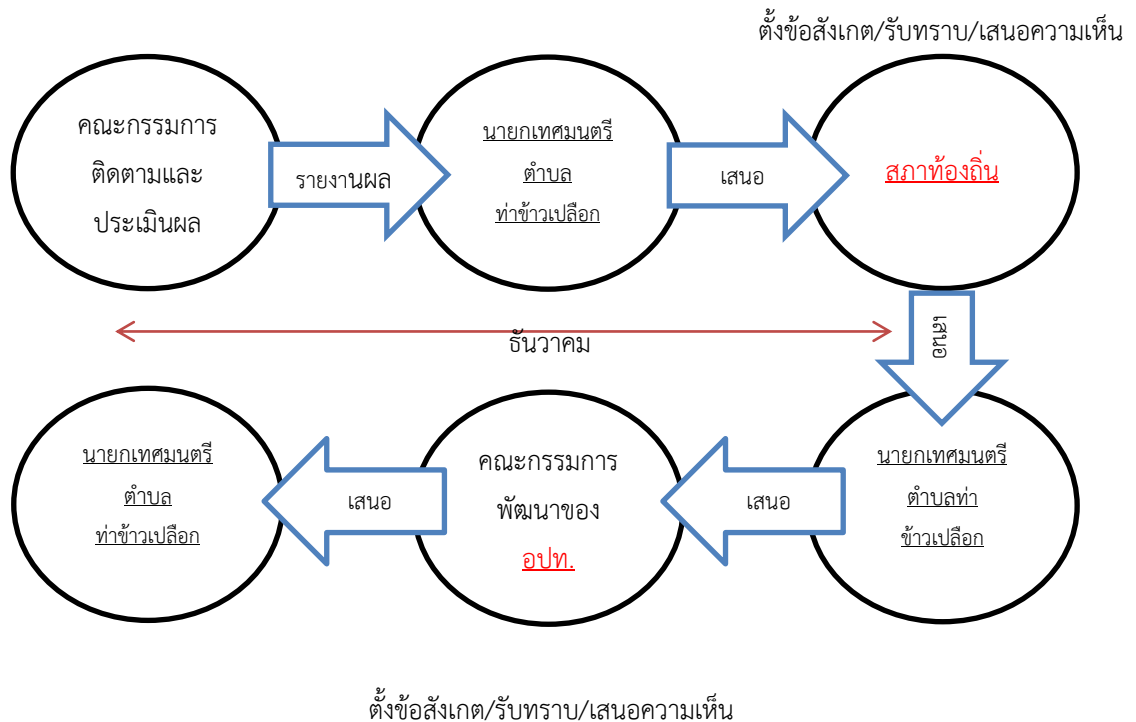 ตั้งข้อสังเกต/รับทราบ/เสนอความเห็น
คณะกรรมการ
ติดตามและ
ประเมินผล
รายงานผล
นายกเทศมนตรี
ตำบล
ท่าข้าวเปลือก
เสนอ
สภาท้องถิ่น
เสนอ
ธันวาคม
นายกเทศมนตรี
ตำบลท่า
ข้าวเปลือก
เสนอ
คณะกรรมการ
พัฒนาของ
อปท.
เสนอ
นายกเทศมนตรี
ตำบล
ท่าข้าวเปลือก
ตั้งข้อสังเกต/รับทราบ/เสนอความเห็น